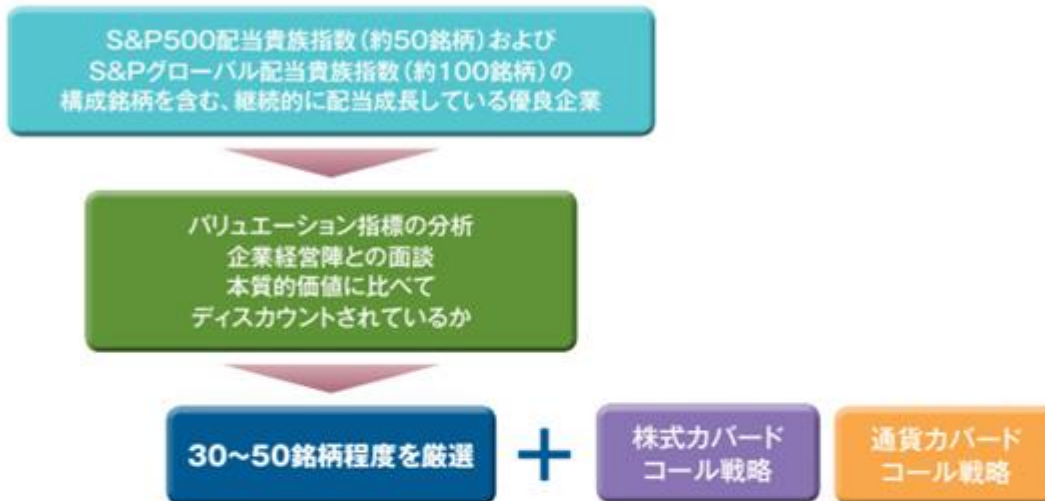 S&P500配当貴族指数（約50銘柄）および
S&Pグローバル配当貴族指数（約100銘柄）の
構成銘柄を含む、継続的に配当成長している優良企業
バリュエーション指標の分析
企業経営陣との面談
本質的価値に比べて
ディスカウントされているか
30～50銘柄程度を厳選
+
株式カバード
コール戦略
通貨カバード
コール戦略